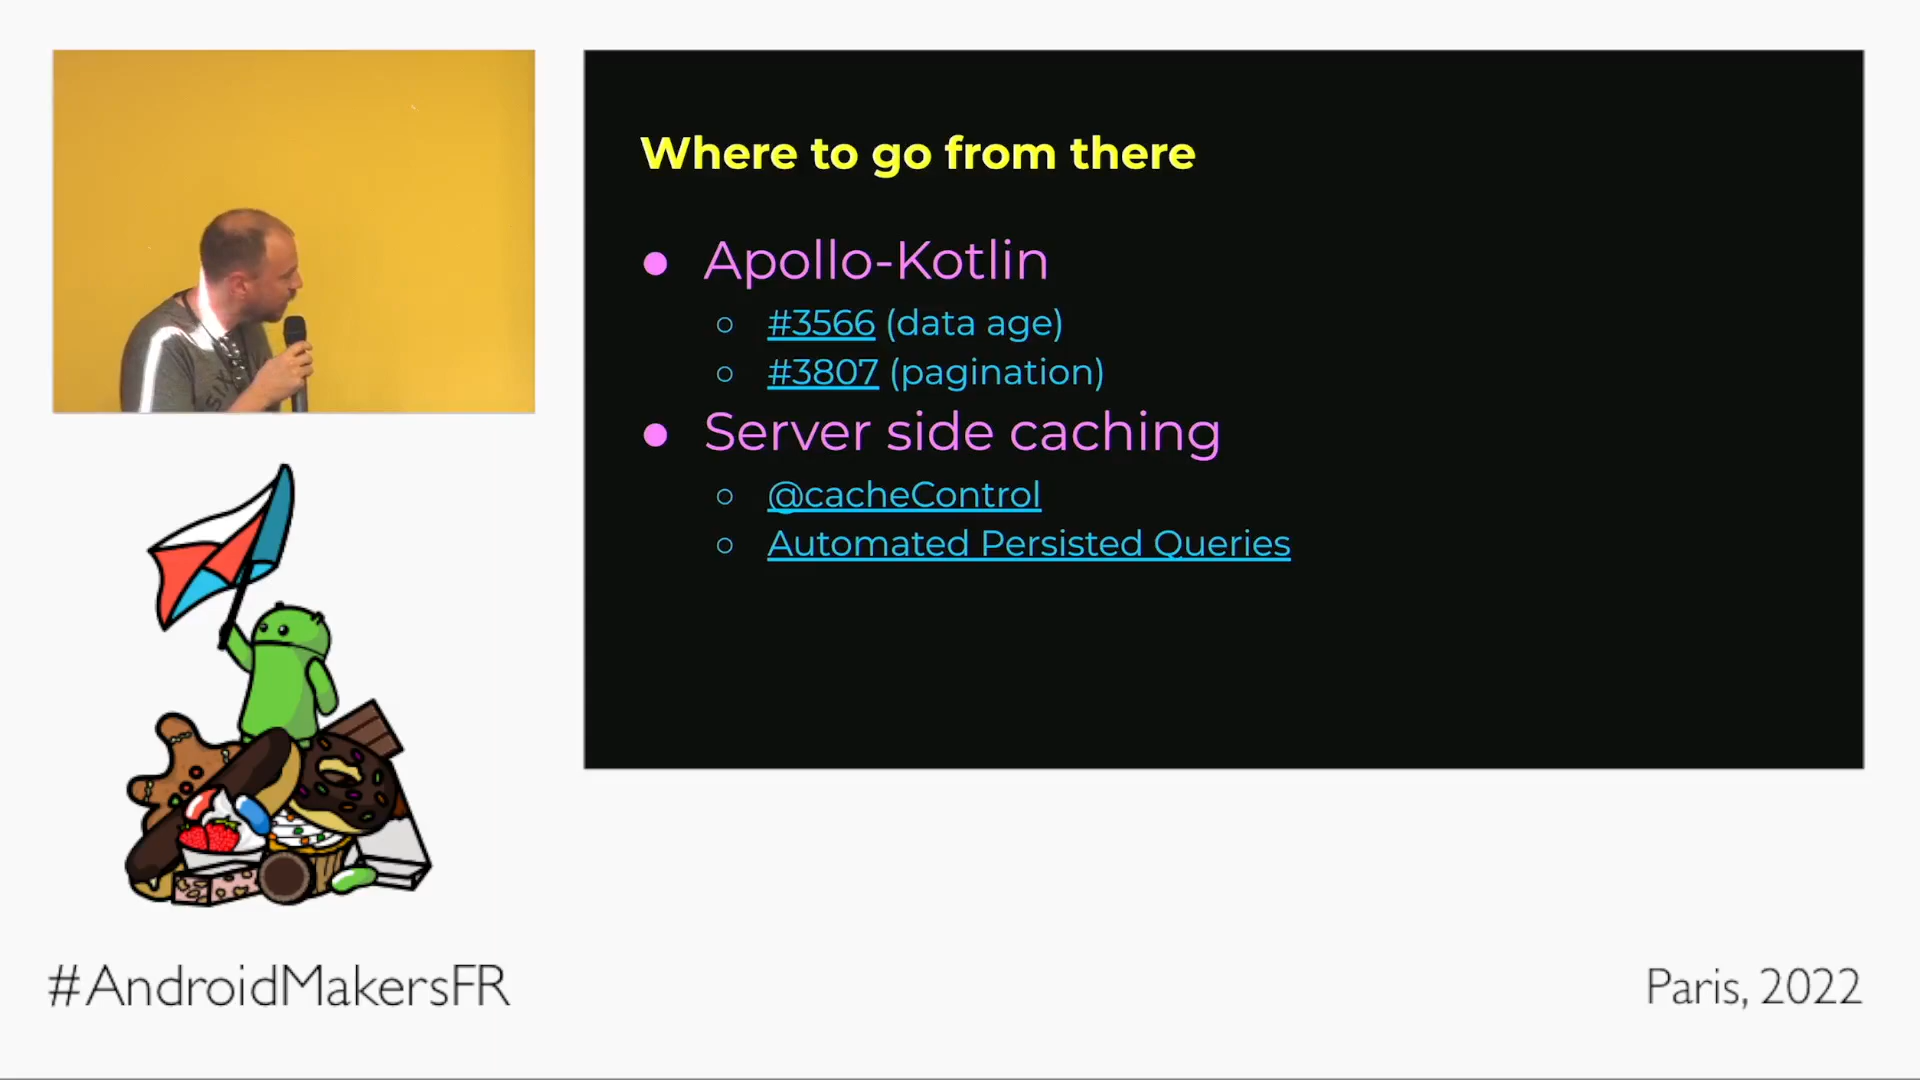 Where to go from there
● Apollo-Kotlin
○ #3566 (data age)
○ #3807 (pagination)
● Server side caching
○ @cacheControl
○ Automated Persisted Queries
#AndroidMakersFR
Paris, 2022